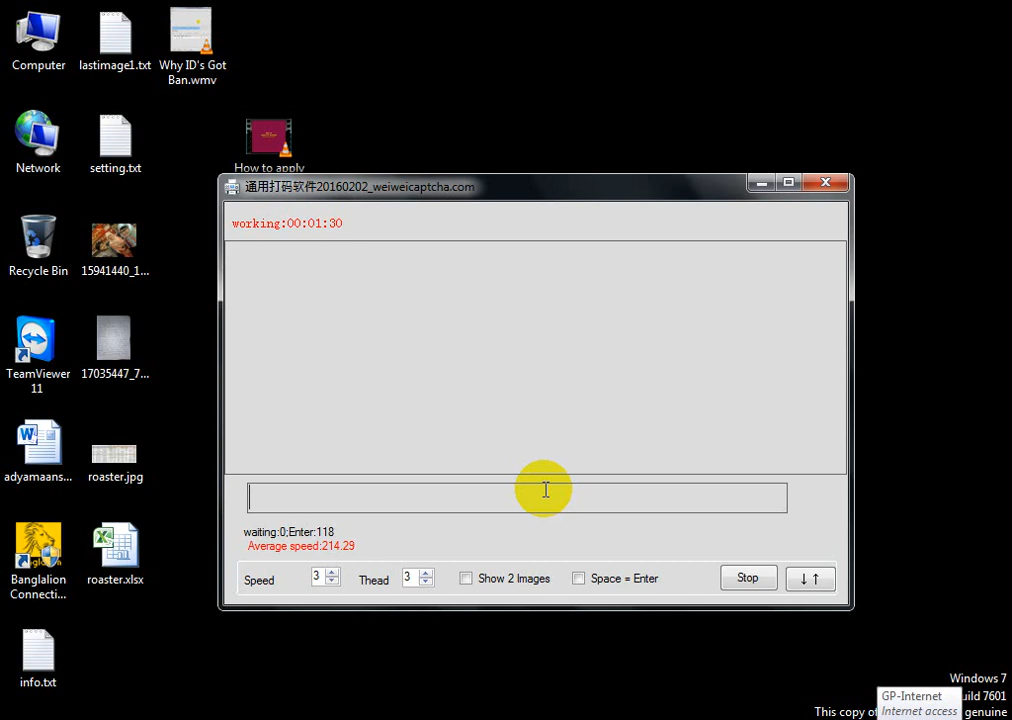 Computer
lastimage1.txt
Why ID's Got
Ban.wmv
Network
setting.txt
How to apply
通用打码软件20160202_weiweicaptcha.com
working:00:01:30
Recycle Bin
15941440_1...
TeamViewer
11
17035447_7...
adyamaans...
roaster.jpg
waiting:0;Enter:118
Average speed:214.29
Speed
3
Thead
3
Show 2 Images
Space = Enter
Stop
↓↑
Banglalion
Connecti...
roaster.xlsx
info.txt
Windows 7
GP-Internet
uild 7601
Internet access
This copy of
genuine